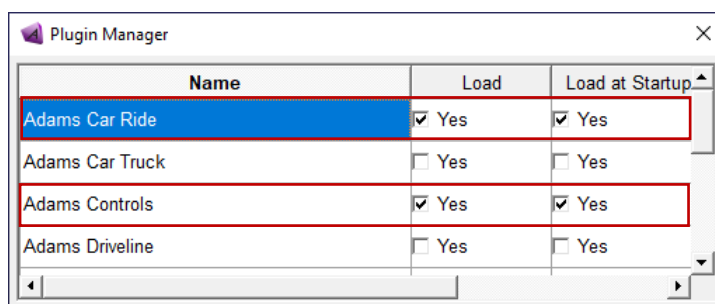 Plugin Manager
Name Load Load at Startup
Adams Car Ride Yes Yes
Adams Car Truck Yes Yes
Adams Controls Yes Yes
Adams Driveline Yes Yes